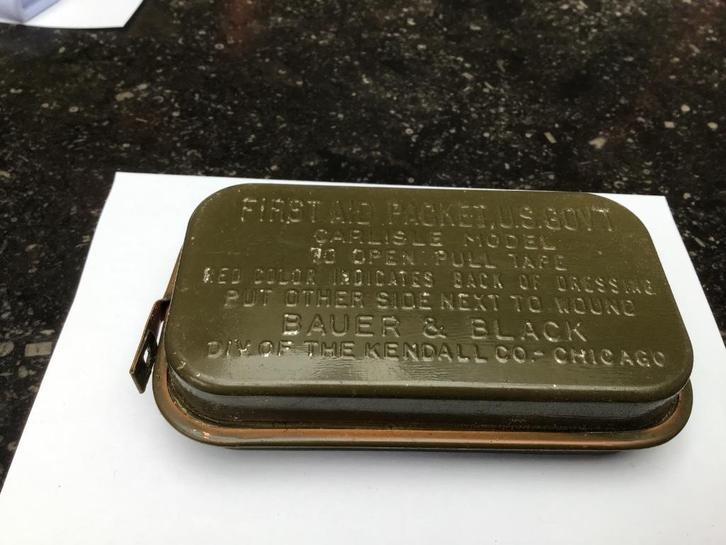 FIRST AID PACKET, U.S. GOV'T
CARLISLE MODEL
TO OPEN PULL TAPE
RED COLOR INDICATES BACK OF DRESSING
PUT OTHER SIDE NEXT TO WOUND
BAUER & BLACK
DIV OF THE KENDALL CO.- CHICAGO